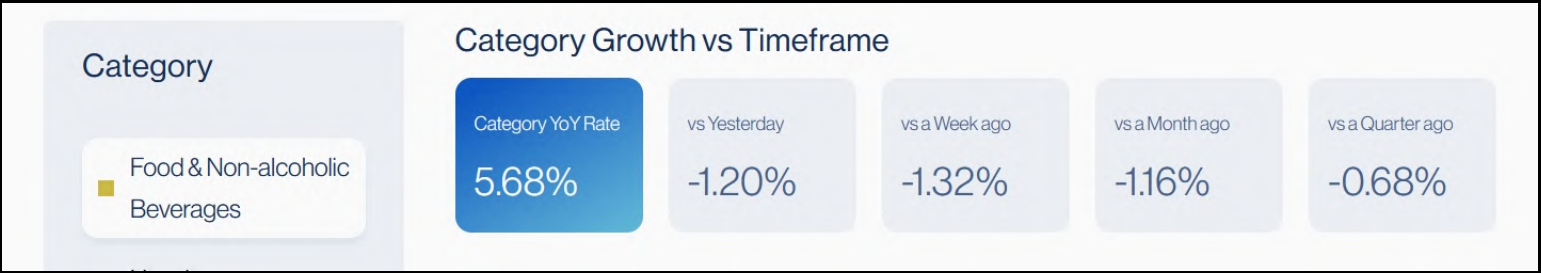 Category
Food & Non-alcoholic
Beverages
Category Growth vs Timeframe
Category YoY Rate
5.68%
vs Yesterday
-1.20%
vs a Week ago
-1.32%
vs a Month ago
-1.16%
vs a Quarter ago
-0.68%